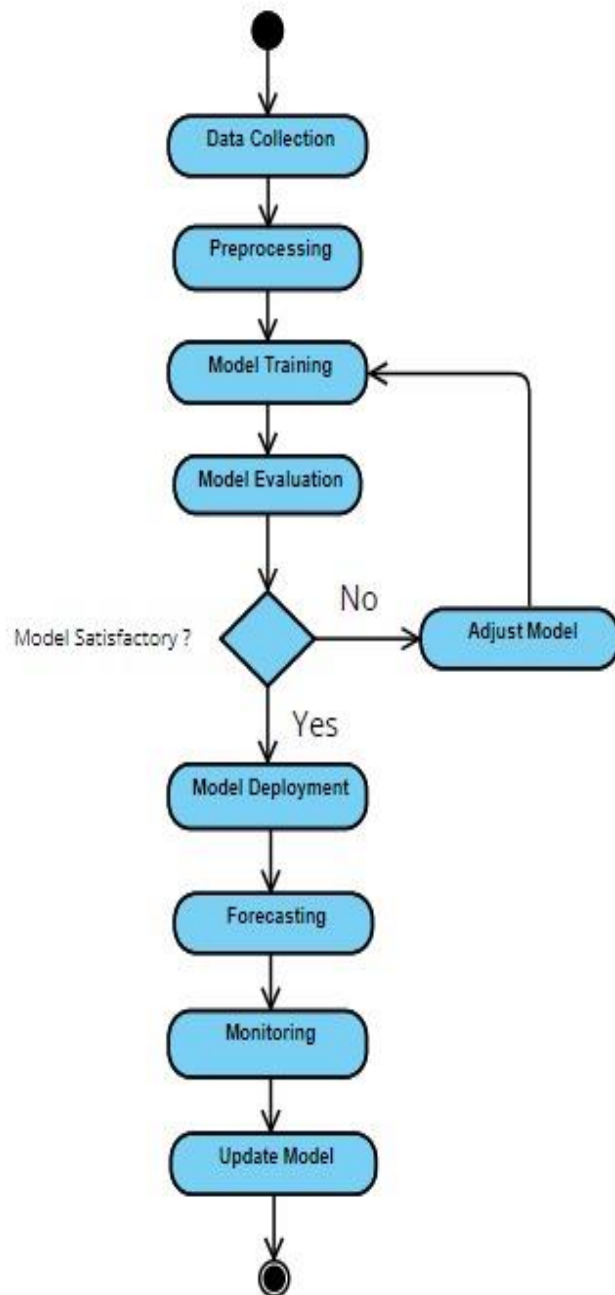 Data Collection
Preprocessing
Model Training
Model Evaluation
Model Satisfactory ?
No
Adjust Model
Yes
Model Deployment
Forecasting
Monitoring
Update Model